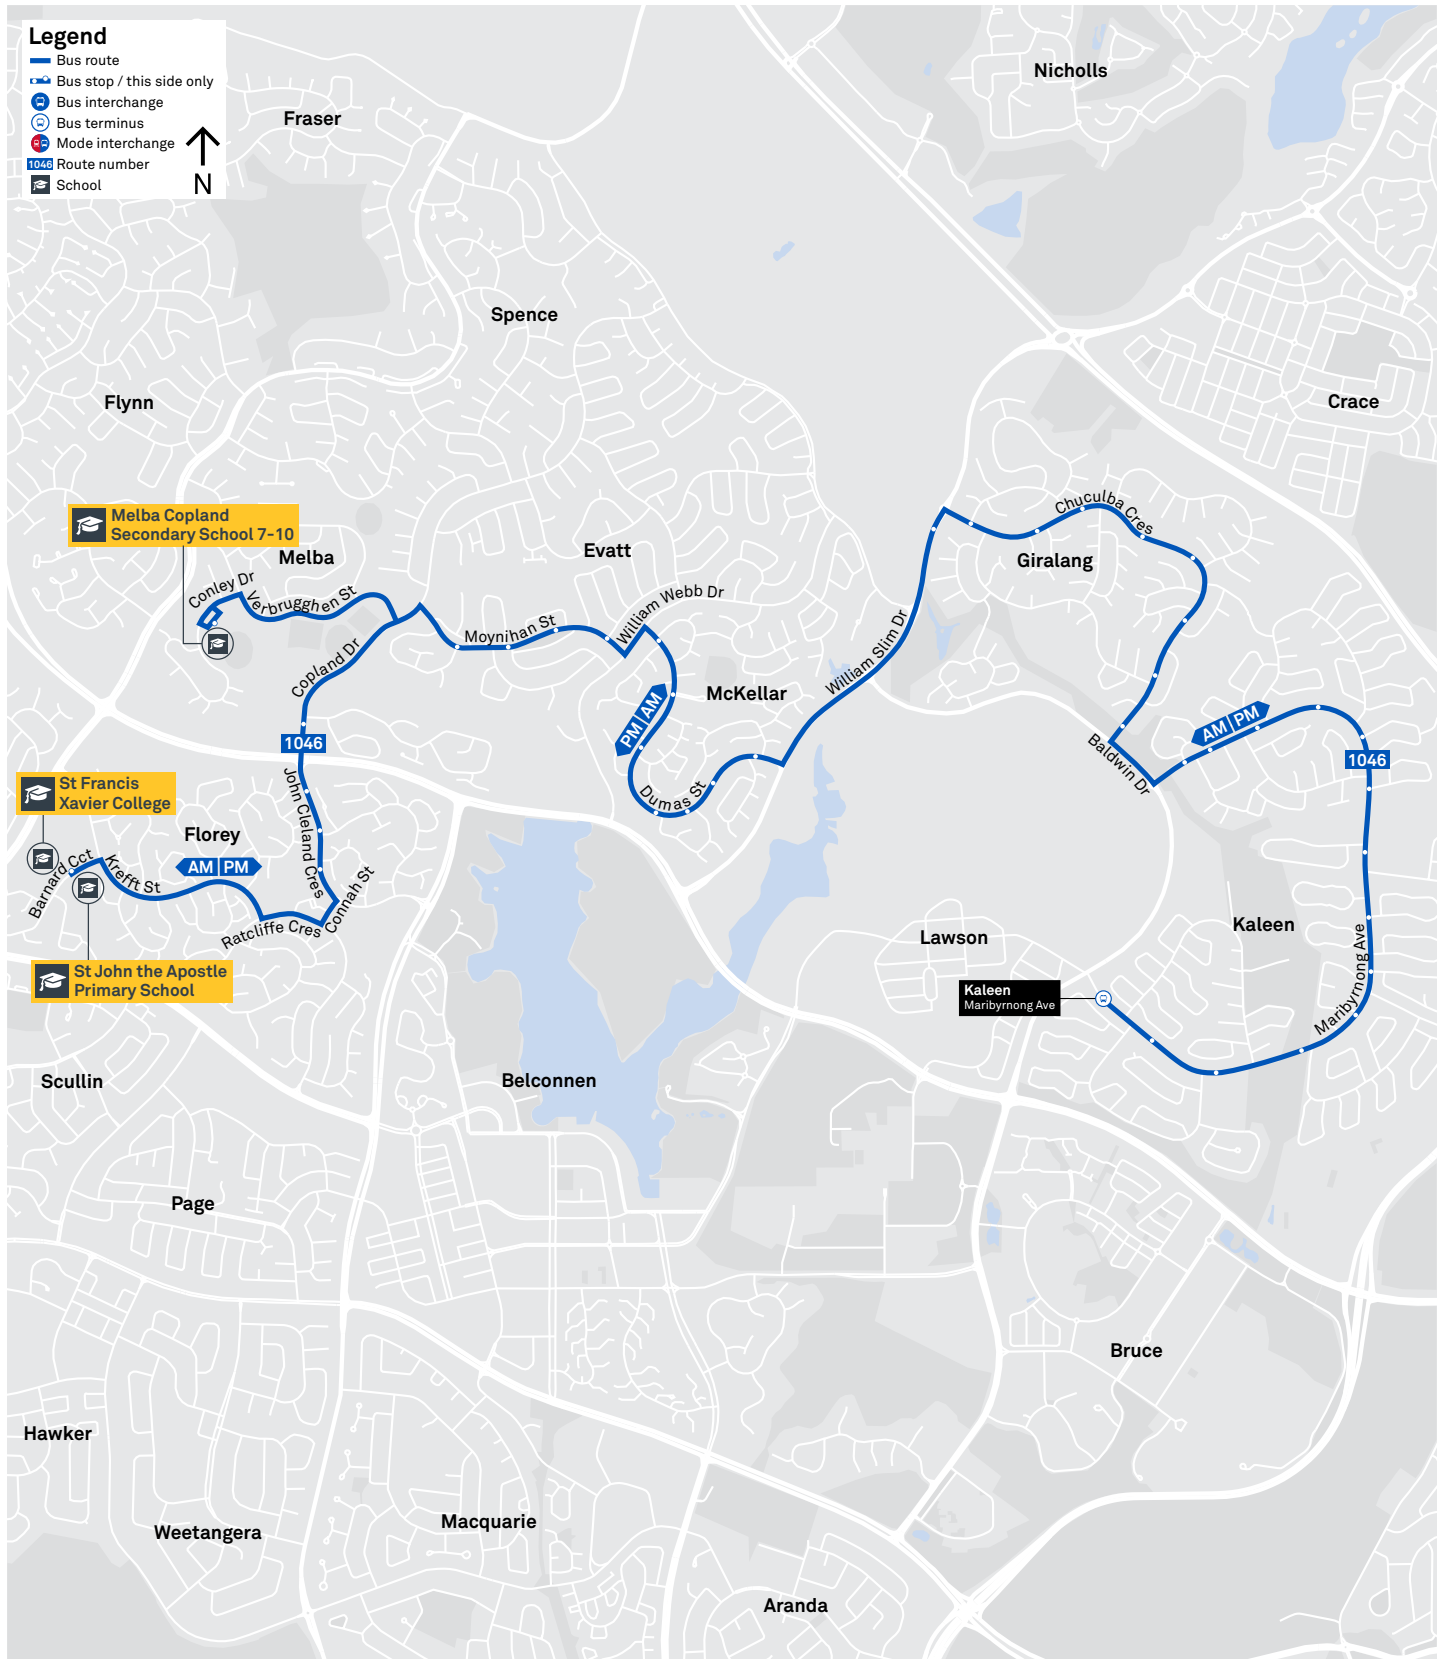 Legend
Bus route
Bus stop / this side only
Bus interchange
Bus terminus
Mode interchange
1046 Route number
School
N
Nicholls
Fraser
Spence
Flynn
Crace
Melba Copland
Secondary School 7-10
Melba
Evatt
Giralang
Chuculba Cres
Conley Dr
Verbrugghen St
William Webb Dr
Moynihan St
Copland Dr
William Slim Dr
McKellar
PM AM
AM PM
Baldwin Dr
1046
1046
John Cleland Cres
Dumas St
St Francis
Xavier College
Florey
AM PM
Barnard Cct
Krefft St
Connah St
Ratcliffe Cres
Kaleen
Lawson
Maribyrnong Ave
St John the Apostle
Primary School
Kaleen
Maribyrnong Ave
Scullin
Belconnen
Page
Bruce
Hawker
Weetangera
Macquarie
Aranda